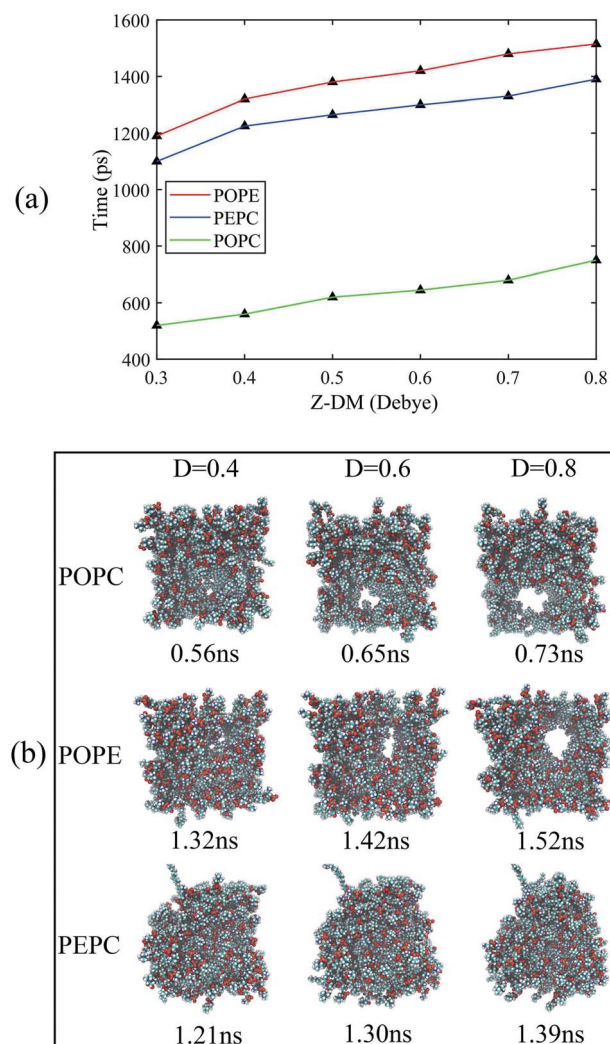 1600
1400
1200
1000
800
600
400
Time (ps)
(a)
POPE
PEPC
POPC
0.3 0.4 0.5 0.6 0.7 0.8
Z-DM (Debye)
(b)
D=0.4 D=0.6 D=0.8
POPC
0.56ns 0.65ns 0.73ns
POPE
1.32ns 1.42ns 1.52ns
PEPC
1.21ns 1.30ns 1.39ns